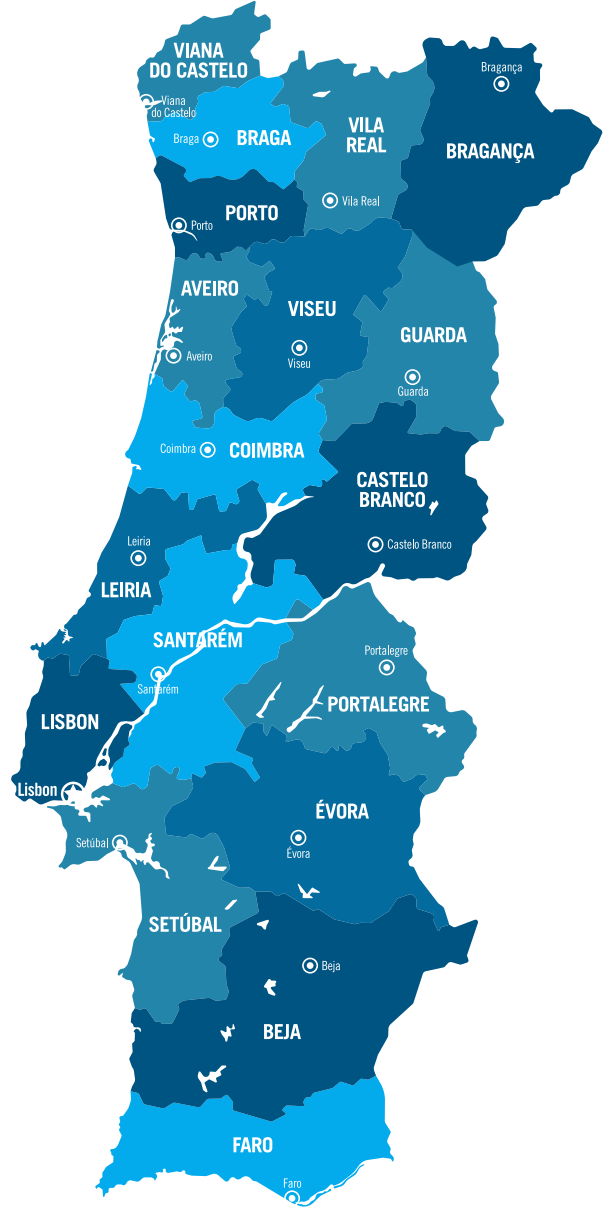 VIANA
DO CASTELO
Bragança
Viana
do Castelo
VILA
REAL
Braga
BRAGA
BRAGANÇA
Vila Real
PORTO
Porto
AVEIRO
VISEU
GUARDA
Aveiro
Viseu
Guarda
Coimbra
COIMBRA
CASTELO
BRANCO
Leiria
Castelo Branco
LEIRIA
SANTARÉM
Portalegre
Santarém
PORTALEGRE
LISBON
Lisbon
ÉVORA
Setúbal
Évora
SETÚBAL
Beja
BEJA
FARO
Faro